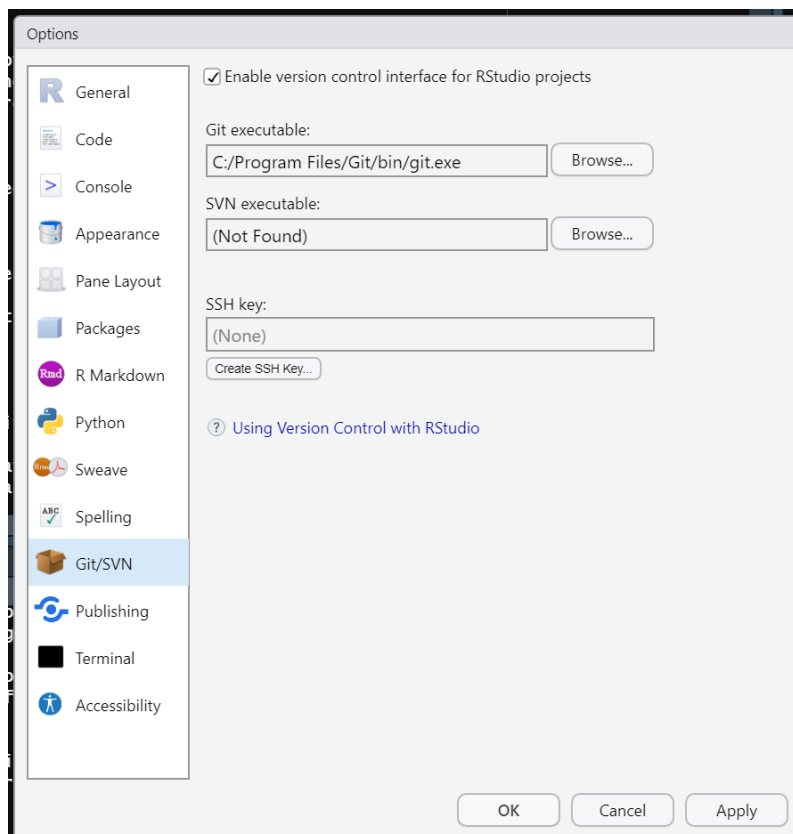 Options
General
Code
Console
Appearance
Pane Layout
Packages
Rmd R Markdown
Python
Sweave
ABC Spelling
Git/SVN
Publishing
Terminal
Accessibility
Enable version control interface for RStudio projects
Git executable:
C:/Program Files/Git/bin/git.exe Browse...
SVN executable:
(Not Found) Browse...
SSH key:
(None)
Create SSH Key...
? Using Version Control with RStudio
OK Cancel Apply